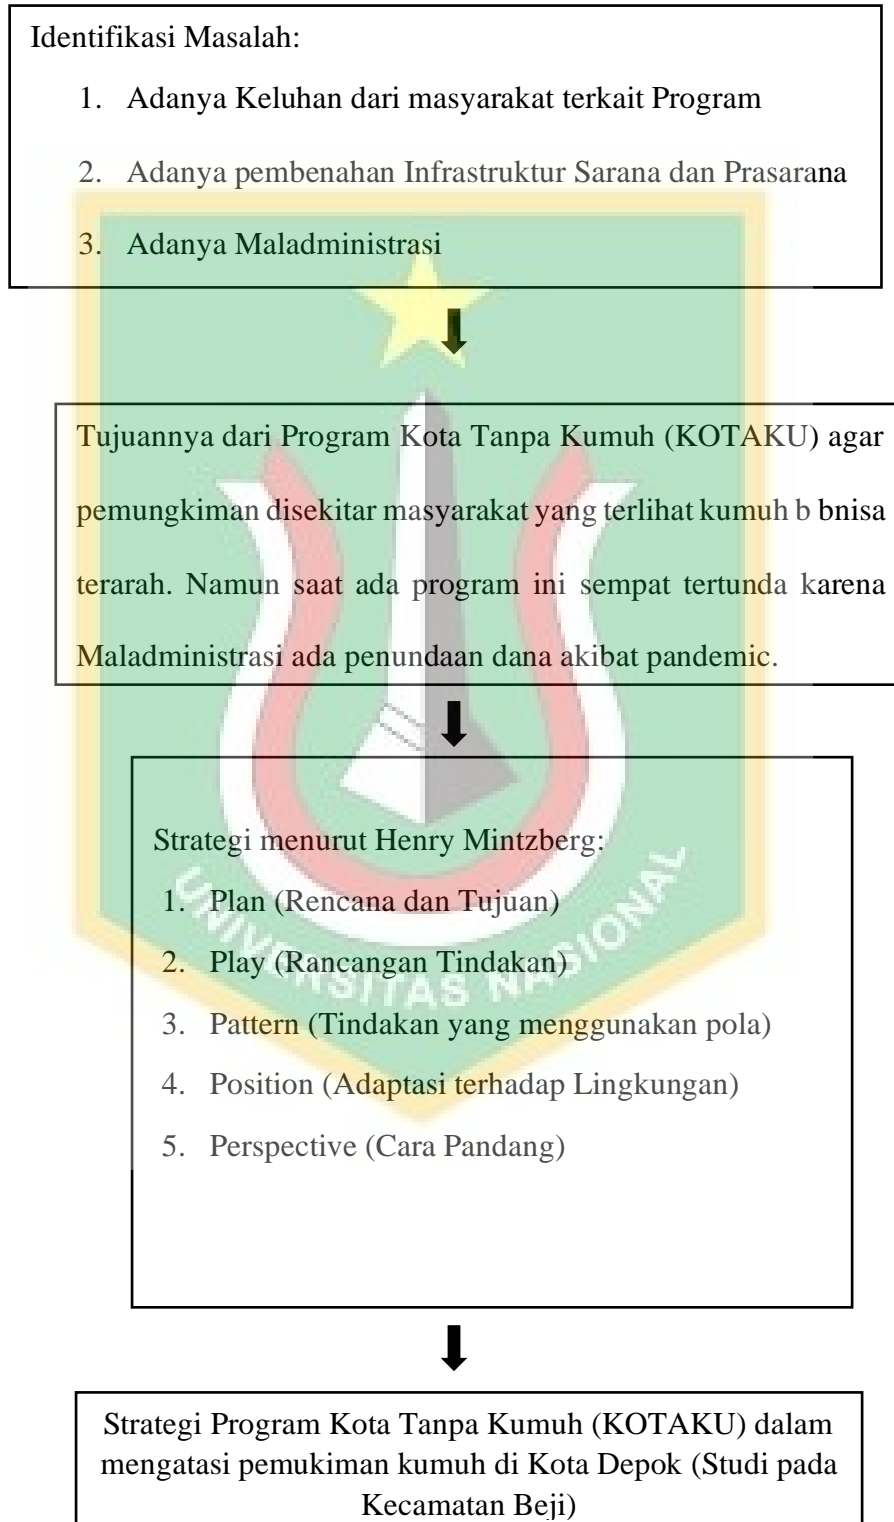 Identifikasi Masalah:
1. Adanya Keluhan dari masyarakat terkait Program
2. Adanya pembenahan Infrastruktur Sarana dan Prasarana
3. Adanya Maladministrasi
Tujuannya dari Program Kota Tanpa Kumuh (KOTAKU) agar
pemungkiman disekitar masyarakat yang terlihat kumuh b bnisa
terarah. Namun saat ada program ini sempat tertunda karena
Maladministrasi ada penundaan dana akibat pandemic.
Strategi menurut Henry Mintzberg:
1. Plan (Rencana dan Tujuan)
2. Play (Rancangan Tindakan)
3. Pattern (Tindakan yang menggunakan pola)
4. Position (Adaptasi terhadap Lingkungan)
5. Perspective (Cara Pandang)
UNIVERSITAS NASIONAL
Strategi Program Kota Tanpa Kumuh (KOTAKU) dalam
mengatasi pemukiman kumuh di Kota Depok (Studi pada
Kecamatan Beji)